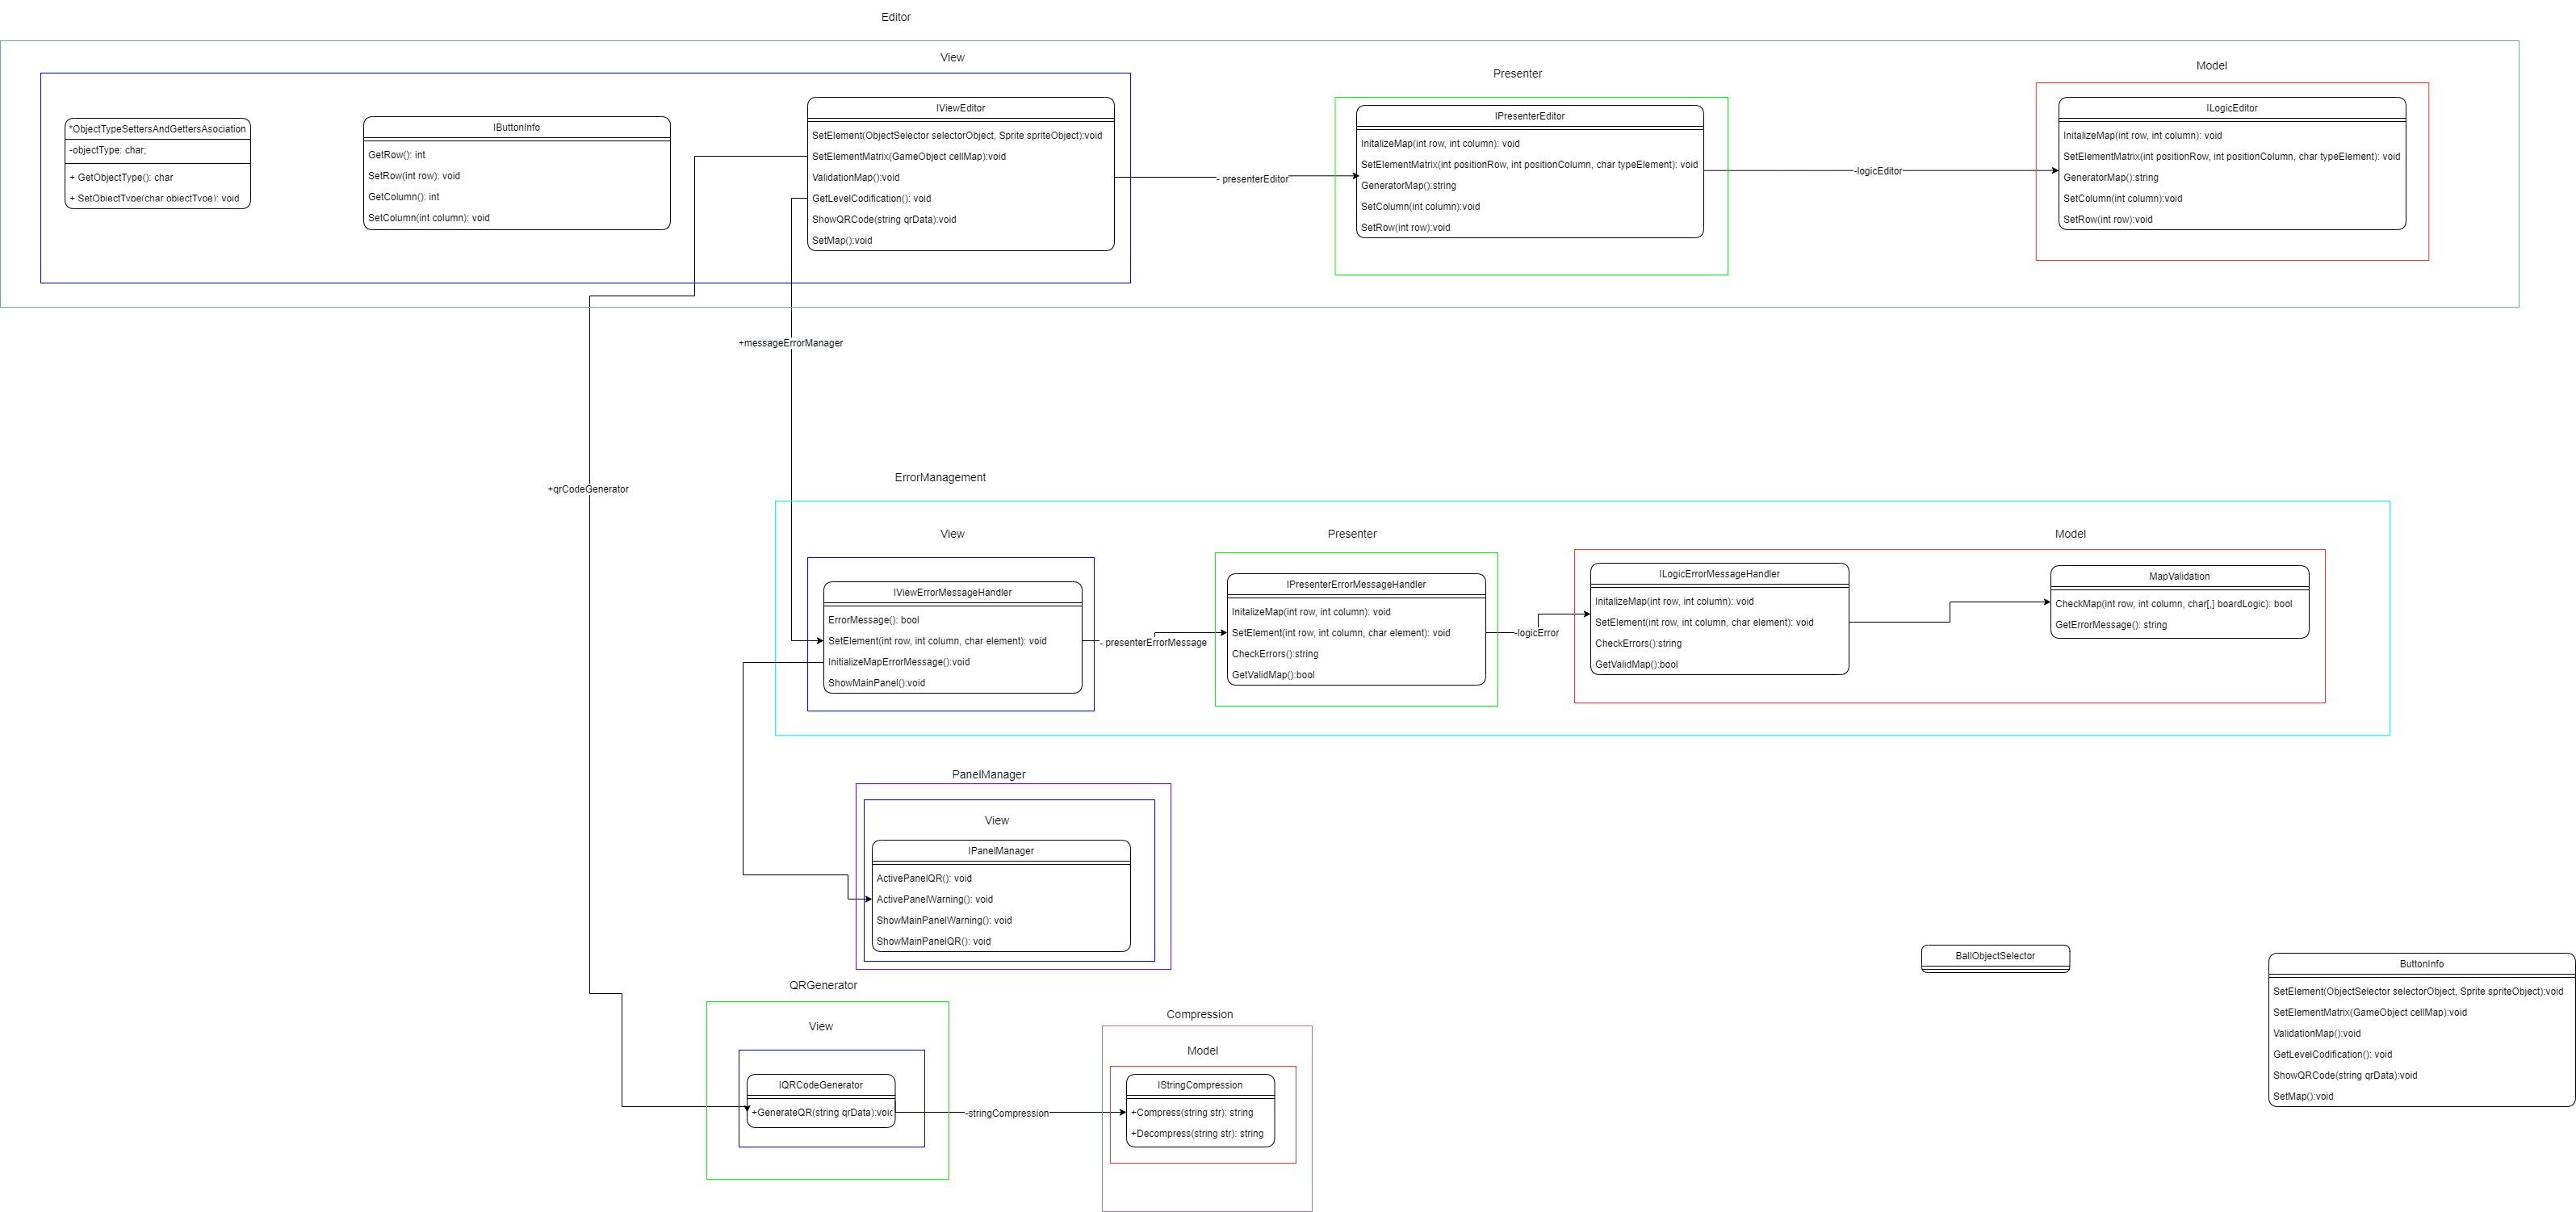 Editor
View
Presenter
Model
*ObjectTypeSettersAndGettersAsociation
-objectType: char;
+ GetObjectType(): char
+ SetObjectType(char objectType): void
IButtonInfo
GetRow(): int
SetRow(int row): void
GetColumn(): int
SetColumn(int column): void
IViewEditor
SetElement(ObjectSelector selectorObject, Sprite spriteObject):void
SetElementMatrix(GameObject cellMap):void
ValidationMap():void
GetLevelCodification(): void
ShowQRCode(string qrData):void
SetMap():void
- presenterEditor
IPresenterEditor
InitalizeMap(int row, int column): void
SetElementMatrix(int positionRow, int positionColumn, char typeElement): void
GeneratorMap():string
SetColumn(int column):void
SetRow(int row):void
-logicEditor
ILogicEditor
InitalizeMap(int row, int column): void
SetElementMatrix(int positionRow, int positionColumn, char typeElement): void
GeneratorMap():string
SetColumn(int column):void
SetRow(int row):void
+messageErrorManager
+qrCodeGenerator
ErrorManagement
View
Presenter
Model
IViewErrorMessageHandler
ErrorMessage(): bool
SetElement(int row, int column, char element): void
InitializeMapErrorMessage():void
ShowMainPanel():void
- presenterErrorMessage
IPresenterErrorMessageHandler
InitalizeMap(int row, int column): void
SetElement(int row, int column, char element): void
CheckErrors():string
GetValidMap():bool
-logicError
ILogicErrorMessageHandler
InitalizeMap(int row, int column): void
SetElement(int row, int column, char element): void
CheckErrors():string
GetValidMap():bool
MapValidation
CheckMap(int row, int column, char[,] boardLogic): bool
GetErrorMessage(): string
PanelManager
View
IPanelManager
ActivePanelQR(): void
ActivePanelWarning(): void
ShowMainPanelWarning(): void
ShowMainPanelQR(): void
QRGenerator
View
IQRCodeGenerator
+GenerateQR(string qrData):void
-stringCompression
Compression
Model
IStringCompression
+Compress(string str): string
+Decompress(string str): string
BallObjectSelector
ButtonInfo
SetElement(ObjectSelector selectorObject, Sprite spriteObject):void
SetElementMatrix(GameObject cellMap):void
ValidationMap():void
GetLevelCodification(): void
ShowQRCode(string qrData):void
SetMap():void